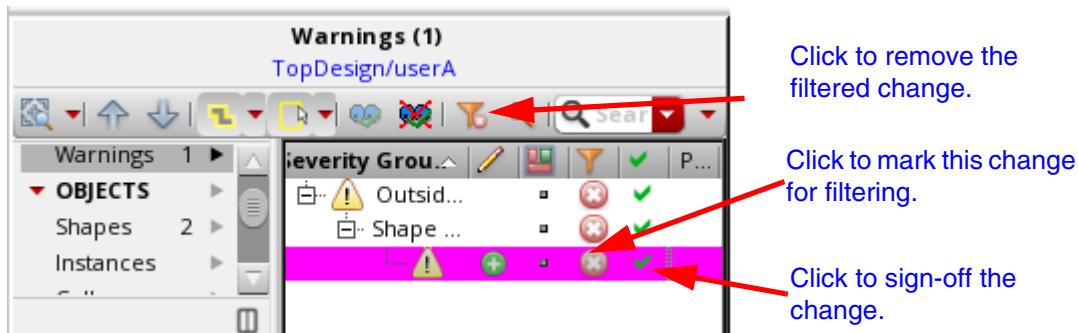 Warnings (1)
TopDesign/userA
Click to remove the
filtered change.
Sear
Warnings 1
Severity Grou...
P...
OBJECTS
Outsid...
Click to mark this change
for filtering.
Shapes 2
Shape ...
Instances
Click to sign-off the
change.